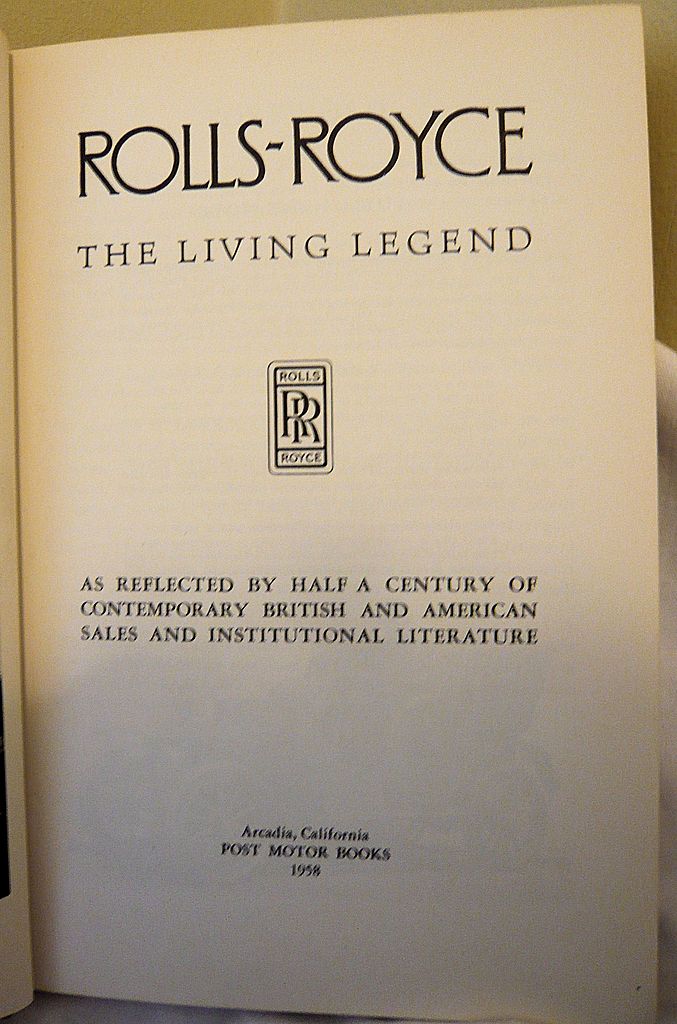 ROLLS-ROYCE
THE LIVING LEGEND
ROLLS
RR
ROYCE
AS REFLECTED BY HALF A CENTURY OF
CONTEMPORARY BRITISH AND AMERICAN
SALES AND INSTITUTIONAL LITERATURE
Arcadia, California
POST MOTOR BOOKS
1958